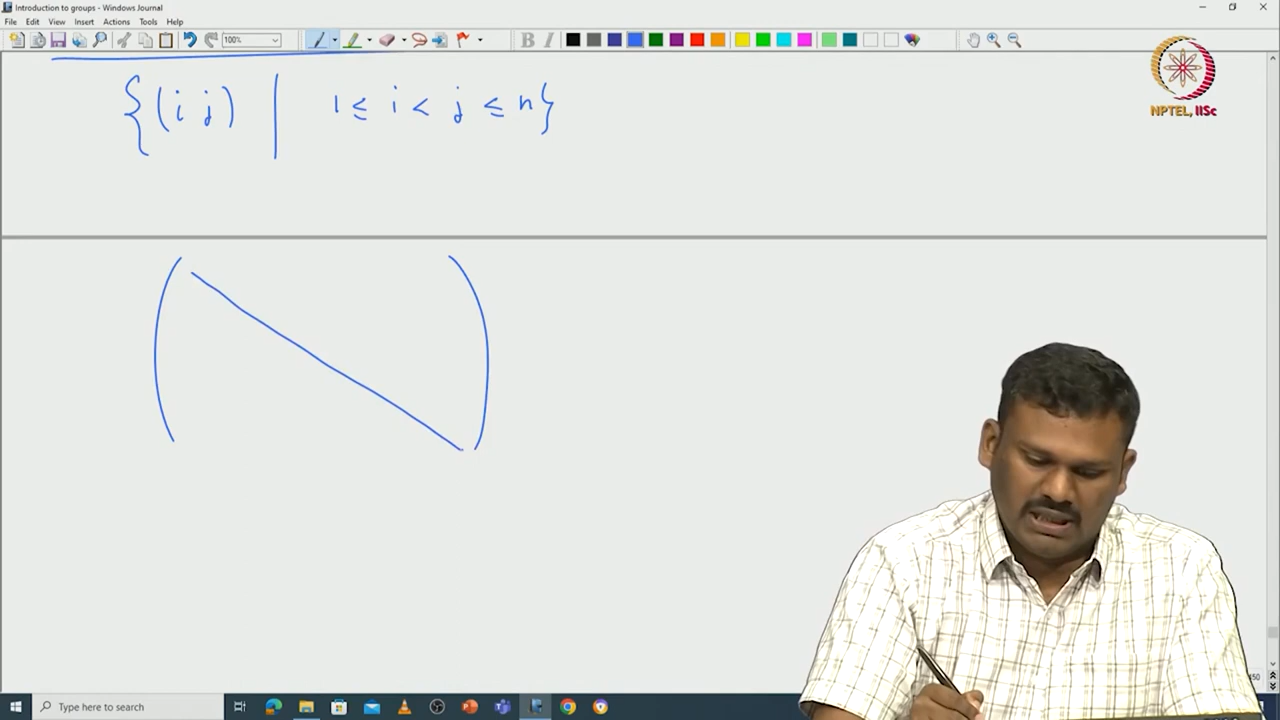 Introduction to groups - Windows Journal
File Edit View Insert Actions Tools Help
100%
B I
{(i j) | 1 ≤ i < j ≤ n}
NPTEL, IISc
Type here to search